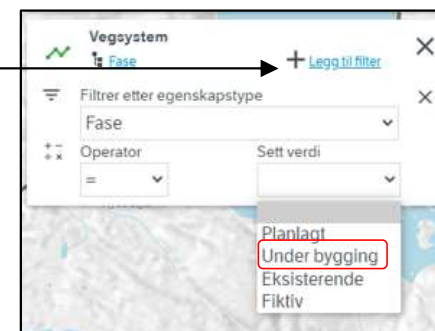 Vegsystem
Fase
+ Legg til filter
Filtrer etter egenskapstype
Fase
Operator
Sett verdi
=
Planlagt
Under bygging
Eksisterende
Fiktiv